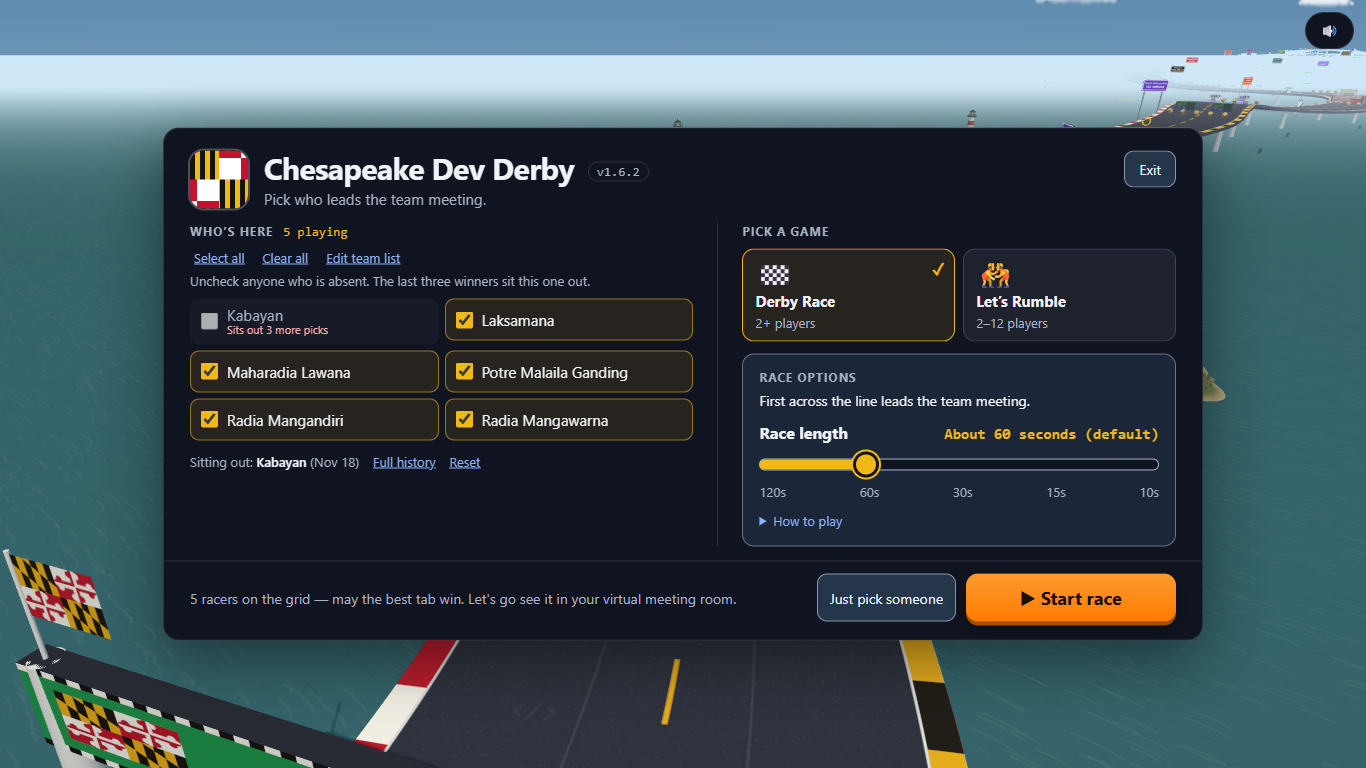 Chesapeake Dev Derby v1.6.2
Pick who leads the team meeting.
Exit
WHO'S HERE 5 playing
Select all Clear all Edit team list
Uncheck anyone who is absent. The last three winners sit this one out.
Kabayan
Sits out 3 more picks
Laksamana
Maharadia Lawana
Potre Malaila Ganding
Radia Mangandiri
Radia Mangawarna
Sitting out: Kabayan (Nov 18) Full history Reset
PICK A GAME
Derby Race
2+ players
Let's Rumble
2–12 players
RACE OPTIONS
First across the line leads the team meeting.
Race length About 60 seconds (default)
120s 60s 30s 15s 10s
How to play
5 racers on the grid — may the best tab win. Let's go see it in your virtual meeting room.
Just pick someone
Start race